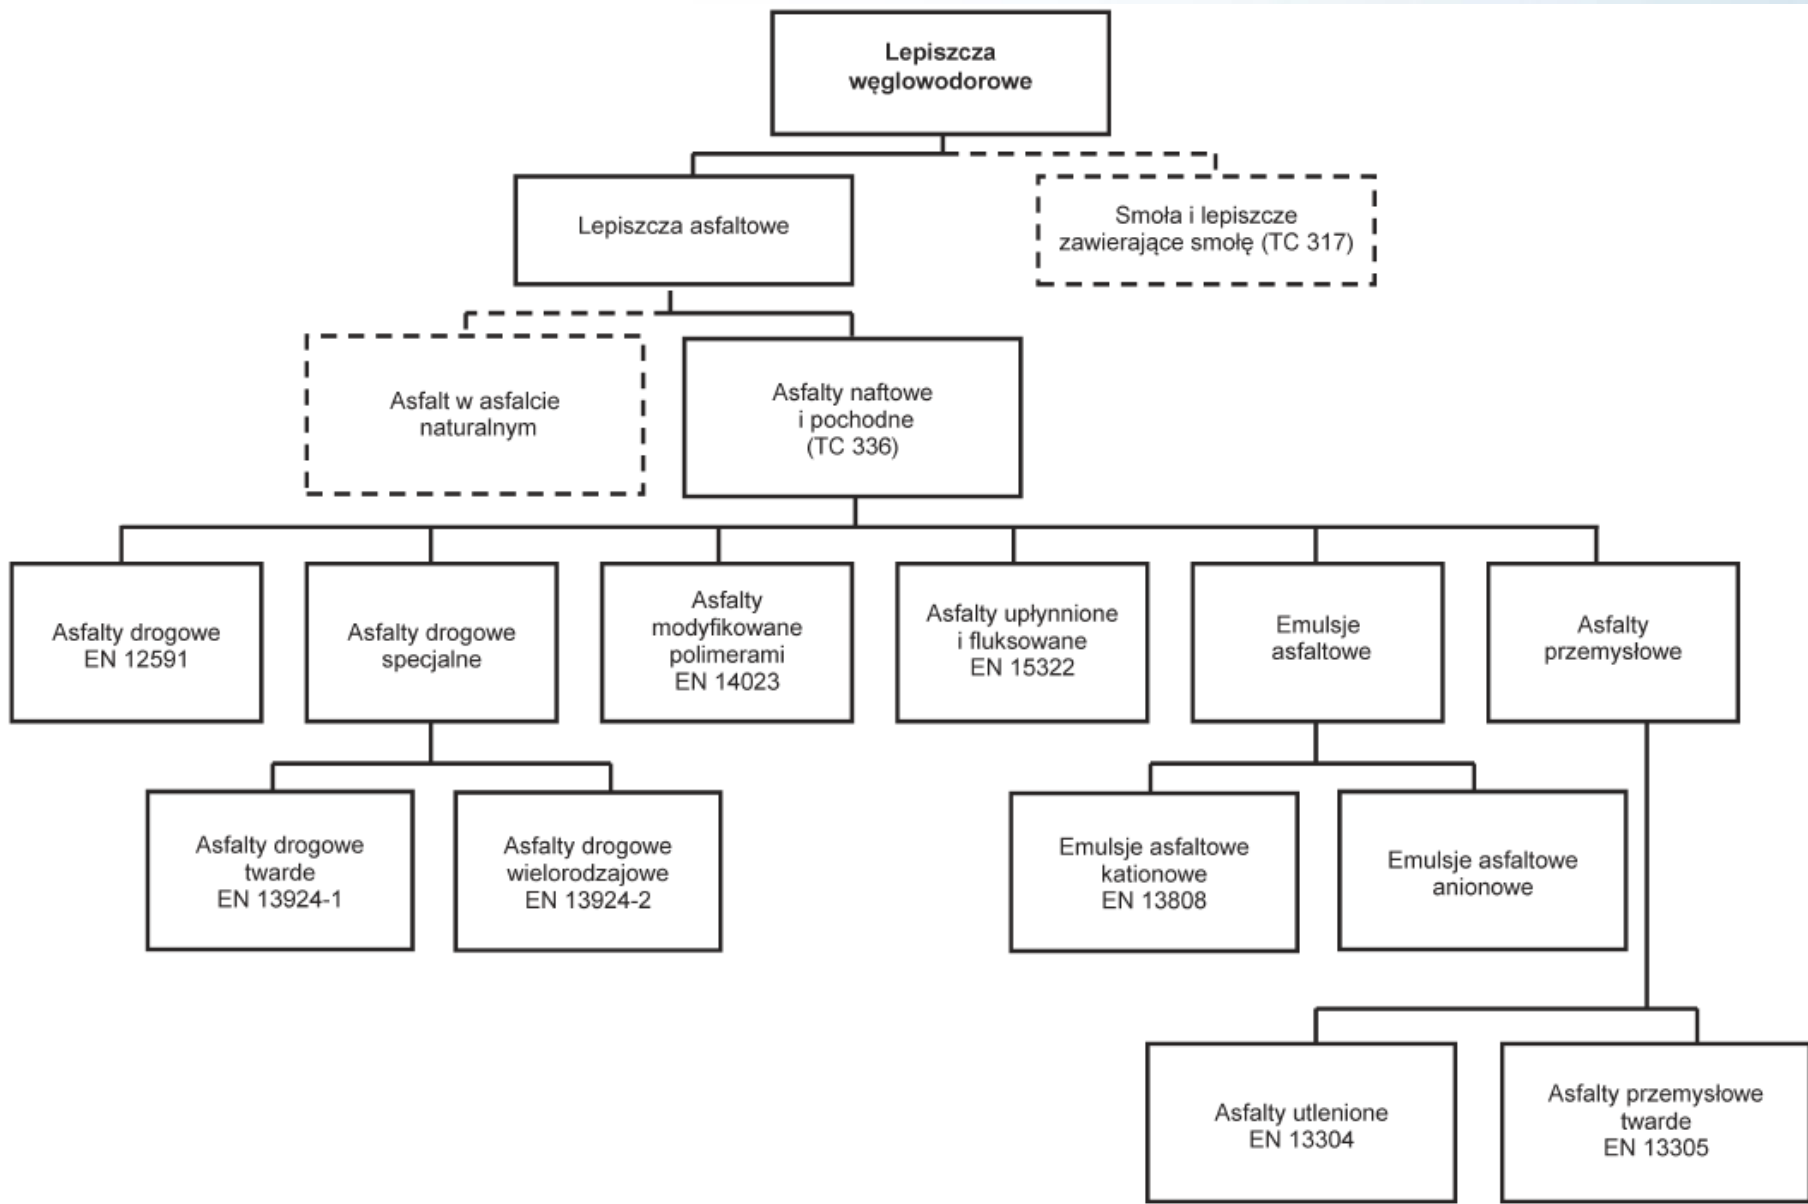 Lepiszcza
węglowodorowe
Lepiszcza asfaltowe
Smoła i lepiszcze
zawierające smołę (TC 317)
Asfalt w asfalcie
naturalnym
Asfalty naftowe
i pochodne
(TC 336)
Asfalty drogowe
EN 12591
Asfalty drogowe
specjalne
Asfalty
modyfikowane
polimerami
EN 14023
Asfalty upłynnione
i fluksowane
EN 15322
Emulsje
asfaltowe
Asfalty
przemysłowe
Asfalty drogowe
twarde
EN 13924-1
Asfalty drogowe
wielorodzajowe
EN 13924-2
Emulsje asfaltowe
kationowe
EN 13808
Emulsje asfaltowe
anionowe
Asfalty utlenione
EN 13304
Asfalty przemysłowe
twarde
EN 13305